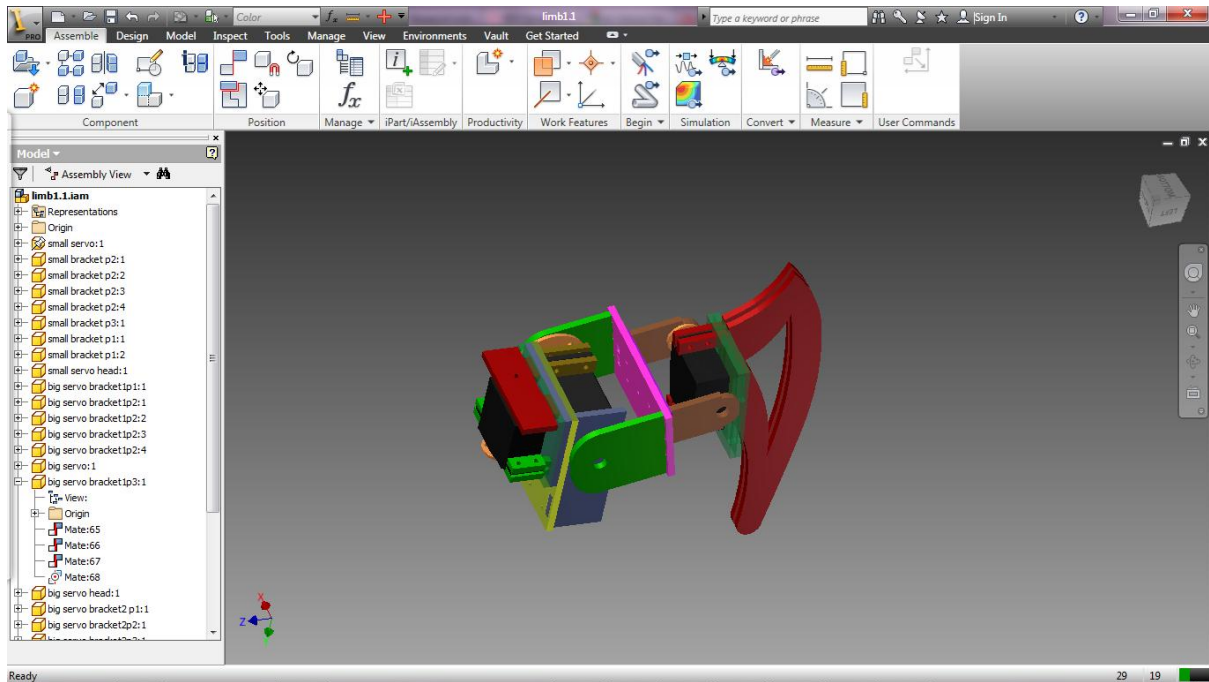 Color
limb1.1
Type a keyword or phrase
Sign In
PRO
Assemble Design Model Inspect Tools Manage View Environments Vault Get Started
Component Position Manage iPart/iAssembly Productivity Work Features Begin Simulation Convert Measure User Commands
Model
Assembly View
limb1.1.iam
Representations
Origin
small servo:1
small bracket p2:1
small bracket p2:2
small bracket p2:3
small bracket p2:4
small bracket p3:1
small bracket p1:1
small bracket p1:2
small servo head:1
big servo bracket1p1:1
big servo bracket1p2:1
big servo bracket1p2:2
big servo bracket1p2:3
big servo bracket1p2:4
big servo:1
big servo bracket1p3:1
View:
Origin
Mate:65
Mate:66
Mate:67
Mate:68
big servo head:1
big servo bracket2 p1:1
big servo bracket2p2:1
X
Z
LEFT
Ready
29 19